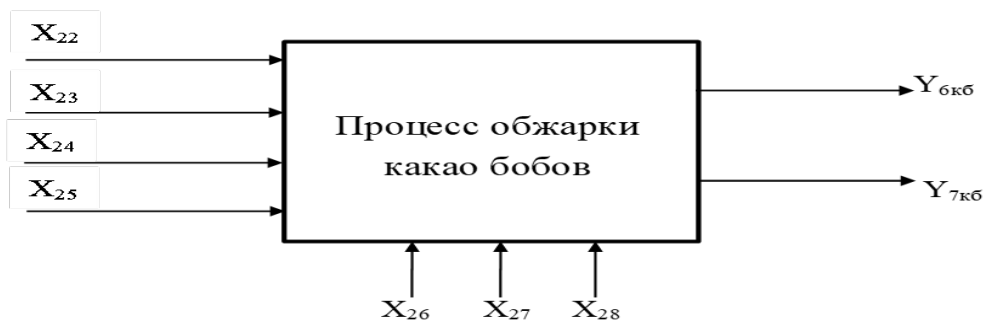 X22
X23
X24
X25
Процесс обжарки
какао бобов
Y6кб
Y7кб
X26 X27 X28